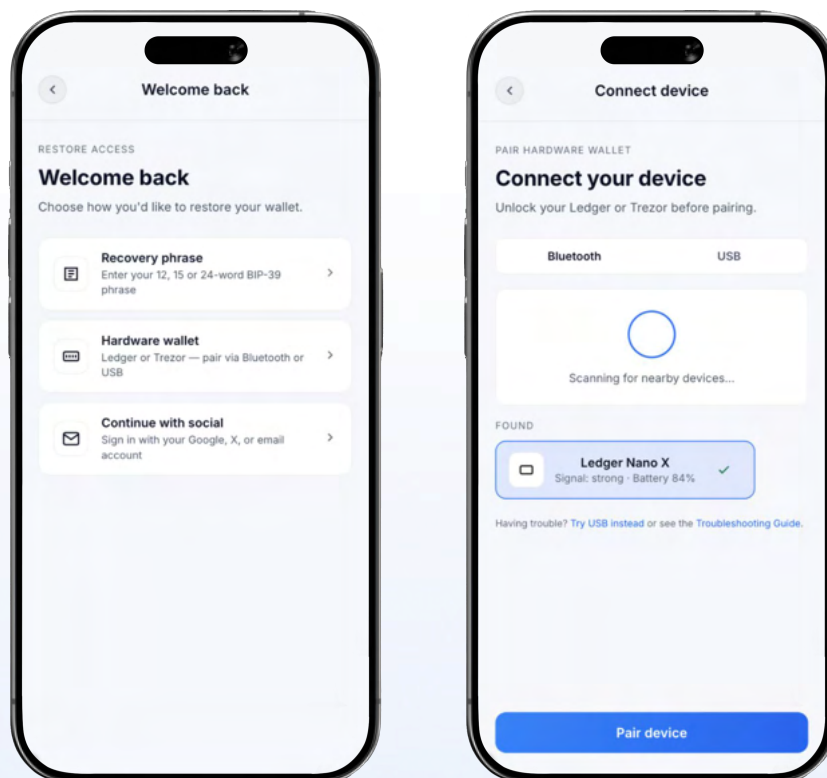 Welcome back
RESTORE ACCESS
Welcome back
Choose how you'd like to restore your wallet.
Recovery phrase
Enter your 12, 15 or 24-word BIP-39
phrase
Hardware wallet
Ledger or Trezor — pair via Bluetooth or
USB
Continue with social
Sign in with your Google, X, or email
account
Connect device
PAIR HARDWARE WALLET
Connect your device
Unlock your Ledger or Trezor before pairing.
Bluetooth USB
Scanning for nearby devices...
FOUND
Ledger Nano X
Signal: strong · Battery 84%
Having trouble? Try USB instead or see the Troubleshooting Guide.
Pair device